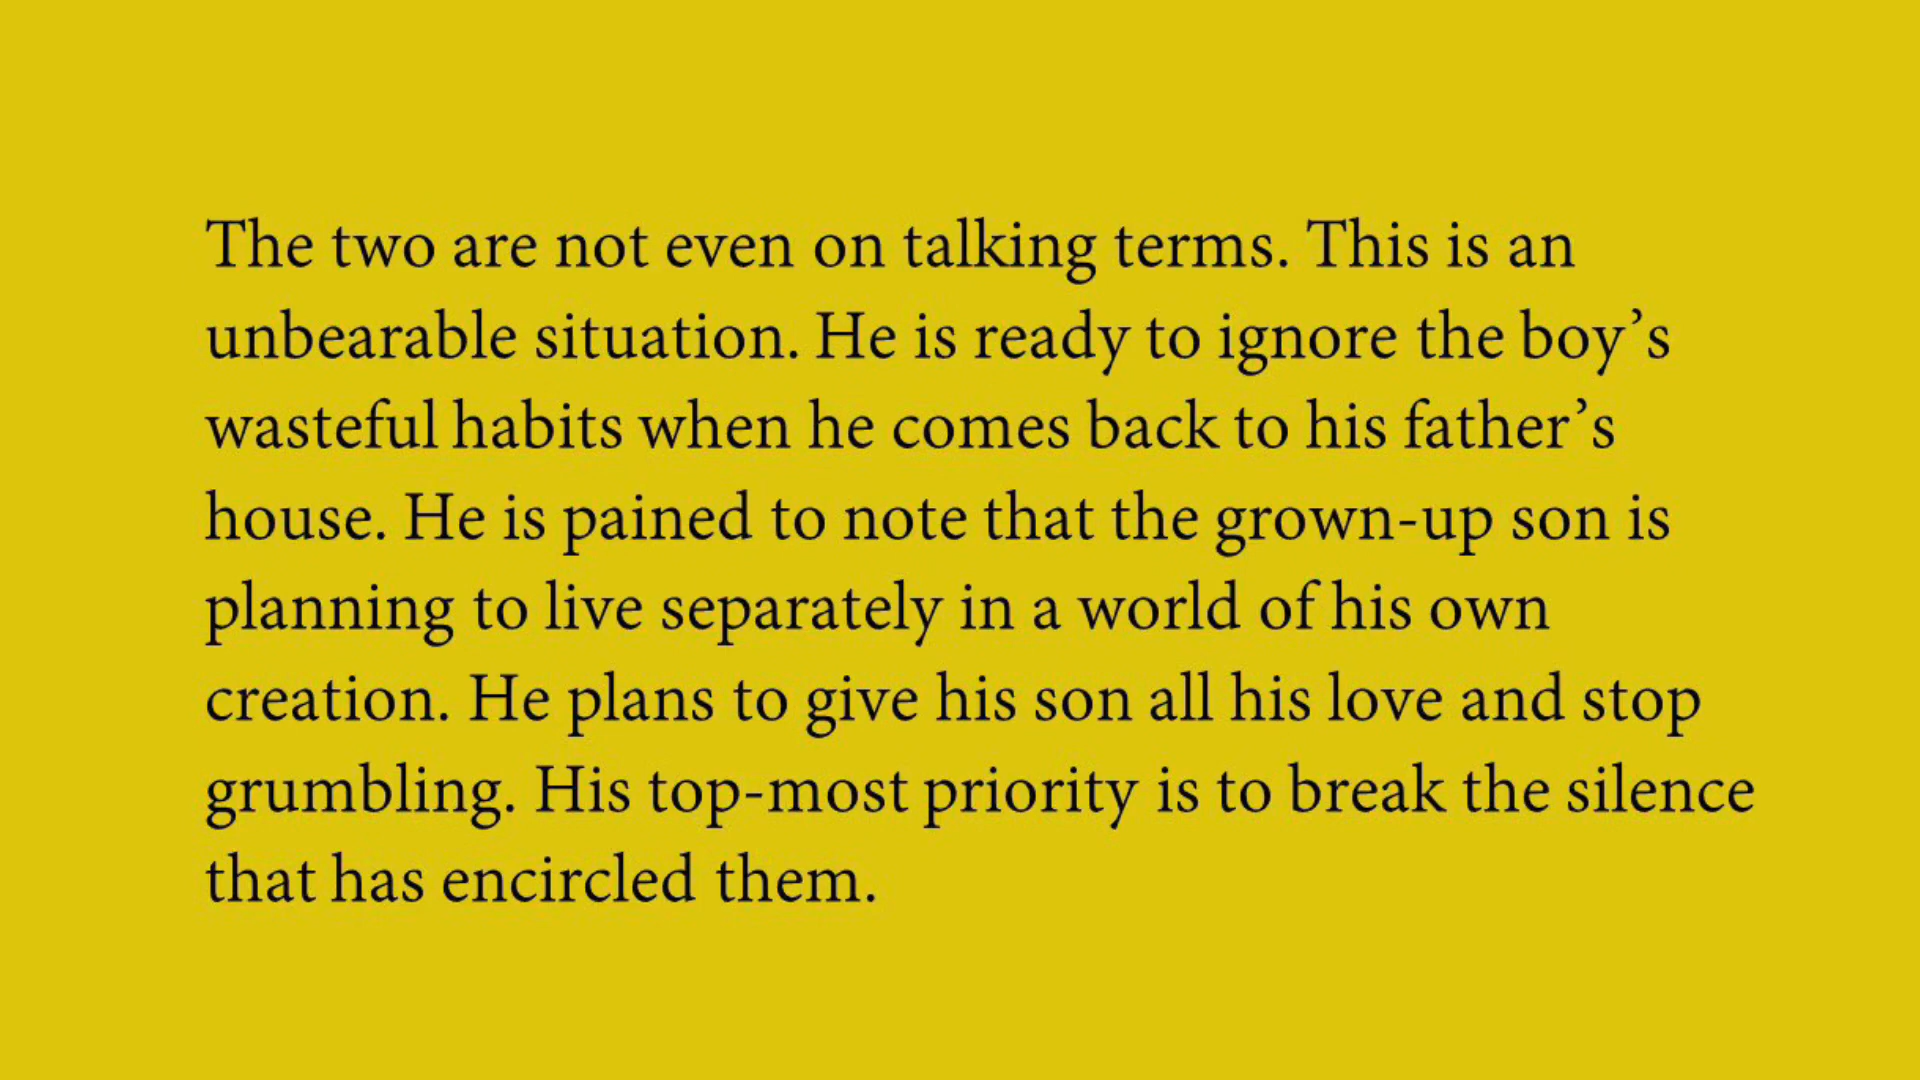 The two are not even on talking terms. This is an
unbearable situation. He is ready to ignore the boy’s
wasteful habits when he comes back to his father’s
house. He is pained to note that the grown-up son is
planning to live separately in a world of his own
creation. He plans to give his son all his love and stop
grumbling. His top-most priority is to break the silence
that has encircled them.